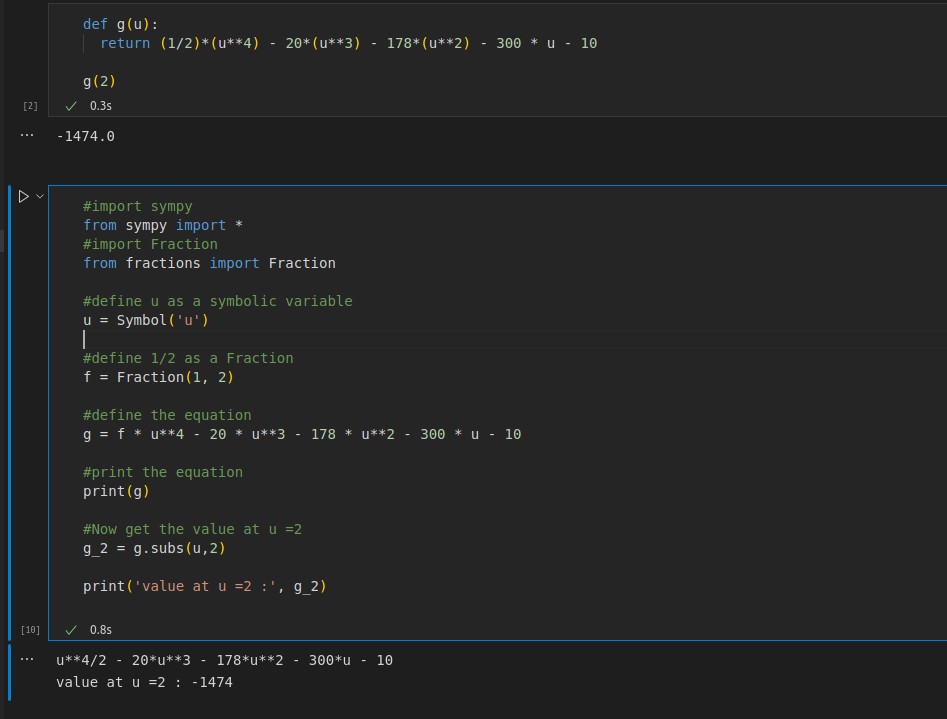 def g(u):
return (1/2)*(u**4) - 20*(u**3) - 178*(u**2) - 300 * u - 10
g(2)
[2] ✓ 0.3s
... -1474.0
#import sympy
from sympy import *
#import Fraction
from fractions import Fraction
#define u as a symbolic variable
u = Symbol('u')
#define 1/2 as a Fraction
f = Fraction(1, 2)
#define the equation
g = f * u**4 - 20 * u**3 - 178 * u**2 - 300 * u - 10
#print the equation
print(g)
#Now get the value at u =2
g_2 = g.subs(u,2)
print('value at u =2 :', g_2)
[10] ✓ 0.8s
... u**4/2 - 20*u**3 - 178*u**2 - 300*u - 10
value at u =2 : -1474